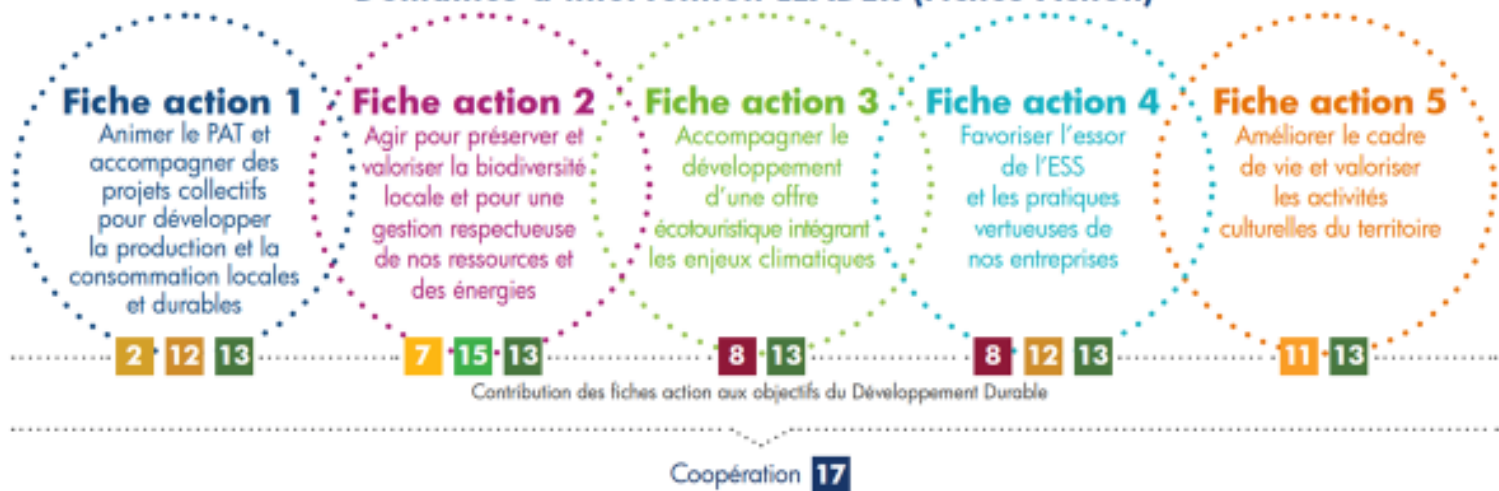 Domaines d'intervention LEADER (Fiches Action)
Fiche action 1
Animer le PAT et
accompagner des
projets collectifs
pour développer
la production et la
consommation locales
et durables
2 12 13
Fiche action 2
Agir pour préserver et
valoriser la biodiversité
locale et pour une
gestion respectueuse
de nos ressources et
des énergies
7 15 13
Fiche action 3
Accompagner le
développement
d'une offre
écotouristique intégrant
les enjeux climatiques
8 13
Fiche action 4
Favoriser l'essor
de l'ESS
et les pratiques
vertueuses de
nos entreprises
8 12 13
Fiche action 5
Améliorer le cadre
de vie et valoriser
les activités
culturelles du territoire
11 13
Contribution des fiches action aux objectifs du Développement Durable
Coopération 17